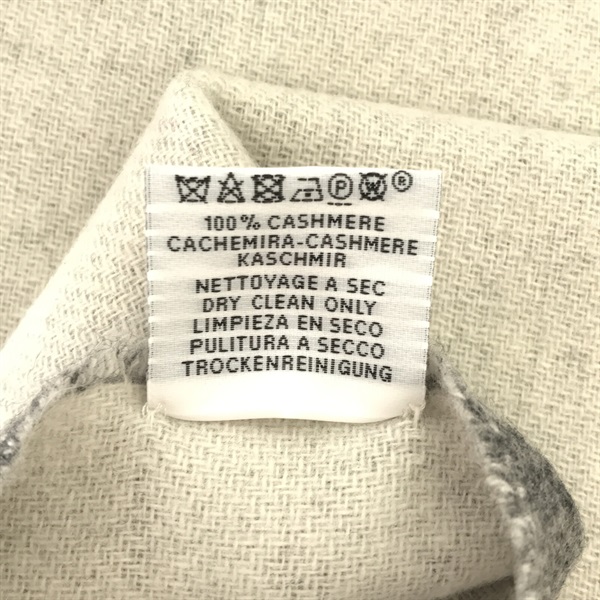 P W ®
100% CASHMERE
CACHEMIRA-CASHMERE
KASCHMIR
NETTOYAGE A SEC
DRY CLEAN ONLY
LIMPIEZA EN SECO
PULITURA A SECCO
TROCKENREINIGUNG